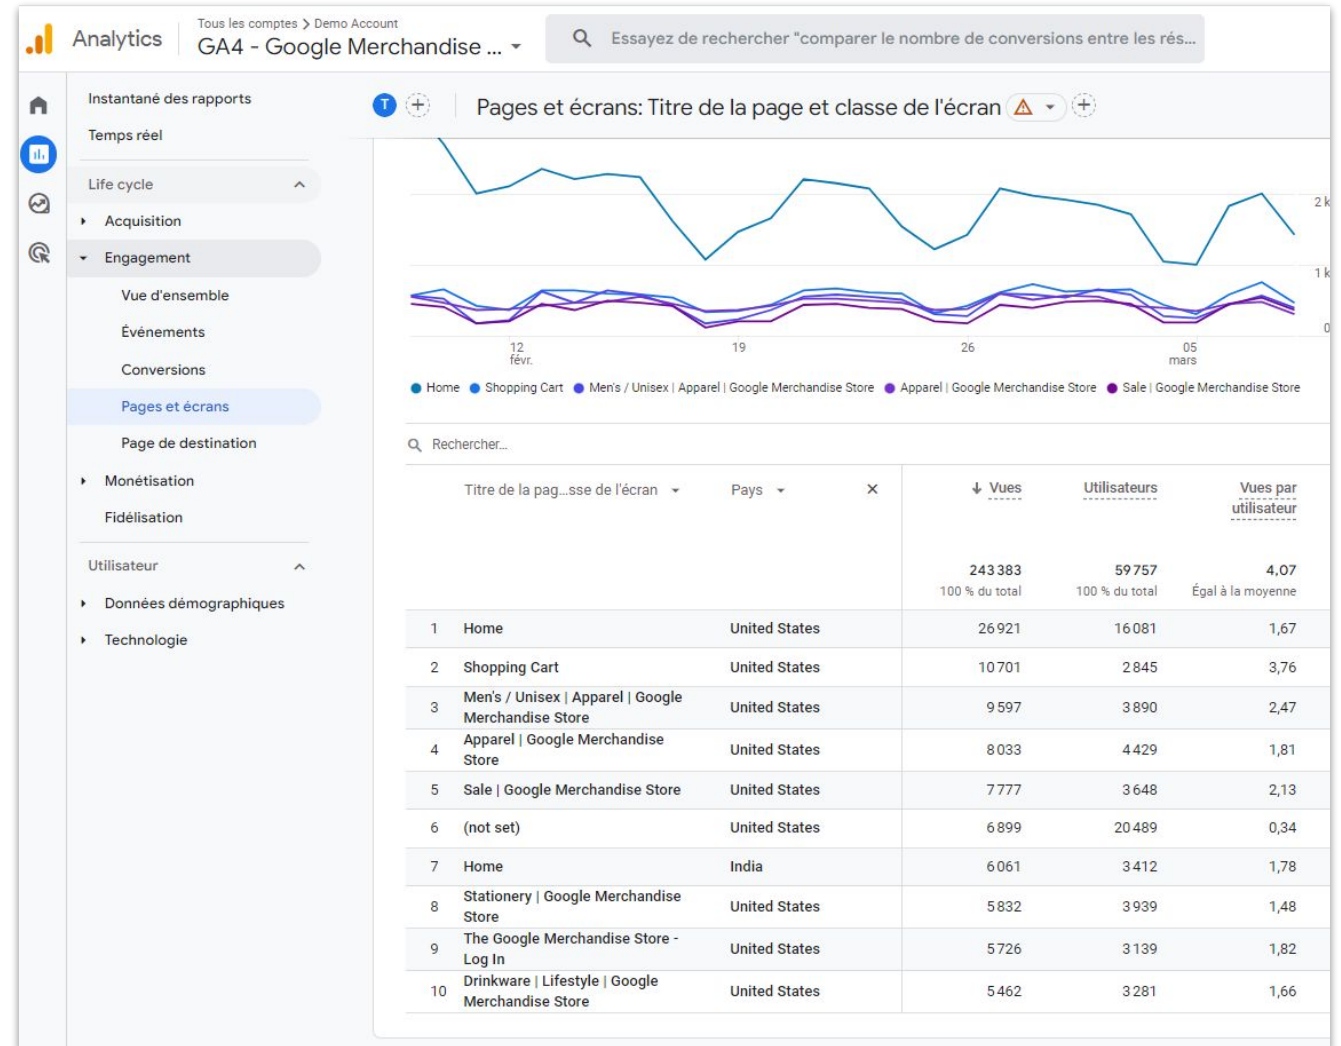 Analytics
Tous les comptes > Demo Account
GA4 - Google Merchandise ...
Essayez de rechercher "comparer le nombre de conversions entre les rés...
Instantané des rapports
Temps réel
Life cycle
Acquisition
Engagement
Vue d'ensemble
Événements
Conversions
Pages et écrans
Page de destination
Monétisation
Fidélisation
Utilisateur
Données démographiques
Technologie
T
Pages et écrans: Titre de la page et classe de l'écran
2 k
1 k
0
12
févr.
19
26
05
mars
Home Shopping Cart Men's / Unisex | Apparel | Google Merchandise Store Apparel | Google Merchandise Store Sale | Google Merchandise Store
Rechercher...
Titre de la pag...sse de l'écran Pays Vues Utilisateurs Vues par
utilisateur
243 383 59 757 4,07
100 % du total 100 % du total Égal à la moyenne
1 Home United States 26 921 16 081 1,67
2 Shopping Cart United States 10 701 2 845 3,76
3 Men's / Unisex | Apparel | Google
Merchandise Store United States 9 597 3 890 2,47
4 Apparel | Google Merchandise
Store United States 8 033 4 429 1,81
5 Sale | Google Merchandise Store United States 7 777 3 648 2,13
6 (not set) United States 6 899 20 489 0,34
7 Home India 6 061 3 412 1,78
8 Stationery | Google Merchandise
Store United States 5 832 3 939 1,48
9 The Google Merchandise Store -
Log In United States 5 726 3 139 1,82
10 Drinkware | Lifestyle | Google
Merchandise Store United States 5 462 3 281 1,66